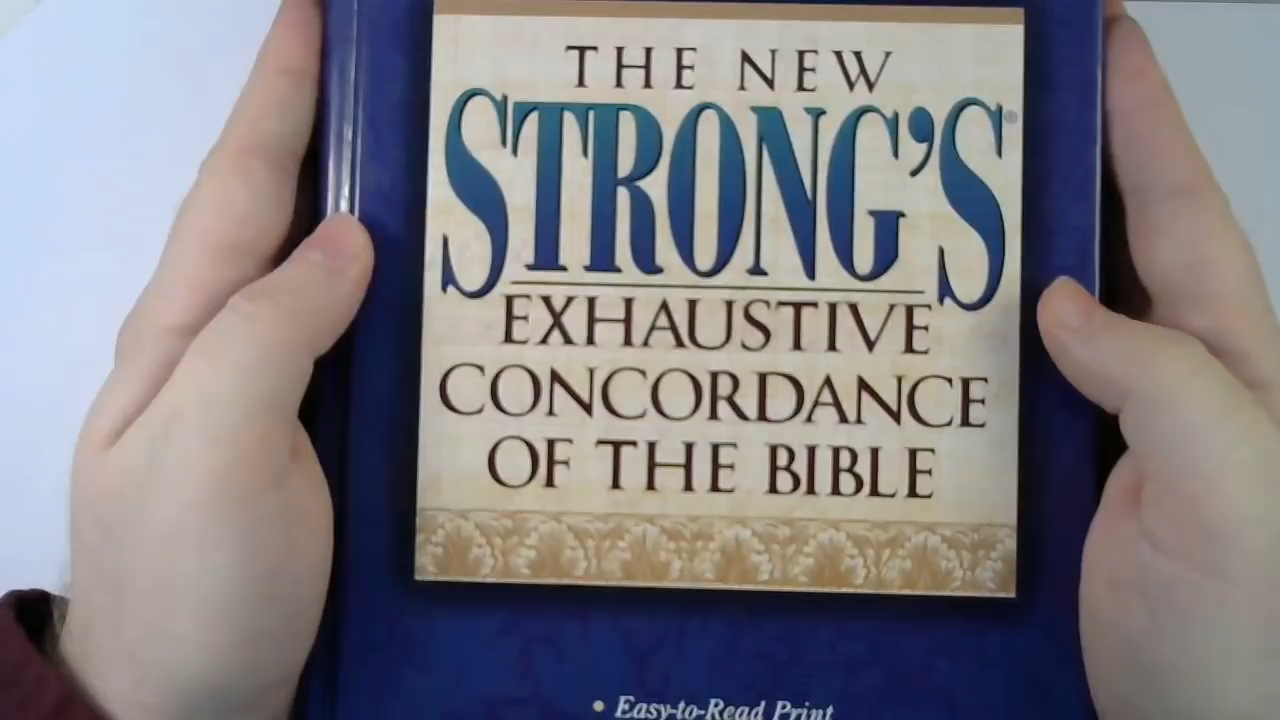 THE NEW
STRONG'S®
EXHAUSTIVE
CONCORDANCE
OF THE BIBLE
• Easy-to-Read Print